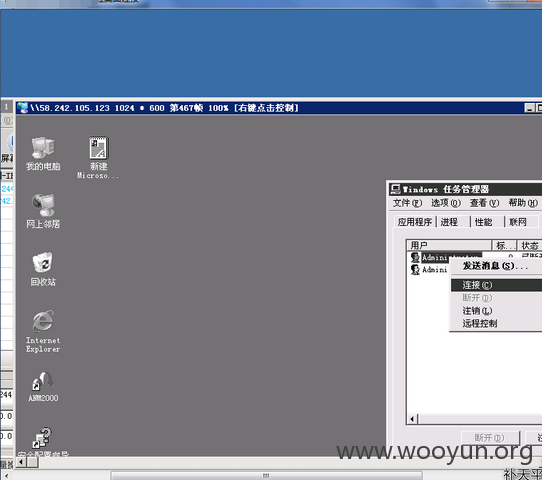 \\58.242.105.123 1024 * 600 第467帧 100% [右键点击控制]
我的电脑
新建
Microso...
网上邻居
回收站
Internet
Explorer
ANM2000
安全配置向导
Windows 任务管理器
文件(F) 选项(O) 查看(V) 帮助(H)
应用程序 进程 性能 联网
用户 标... 状态
Admini
发送消息(S)...
Admini
连接(C)
断开(D)
注销(L)
远程控制
断开(D)
www.wooyun.org
补天平